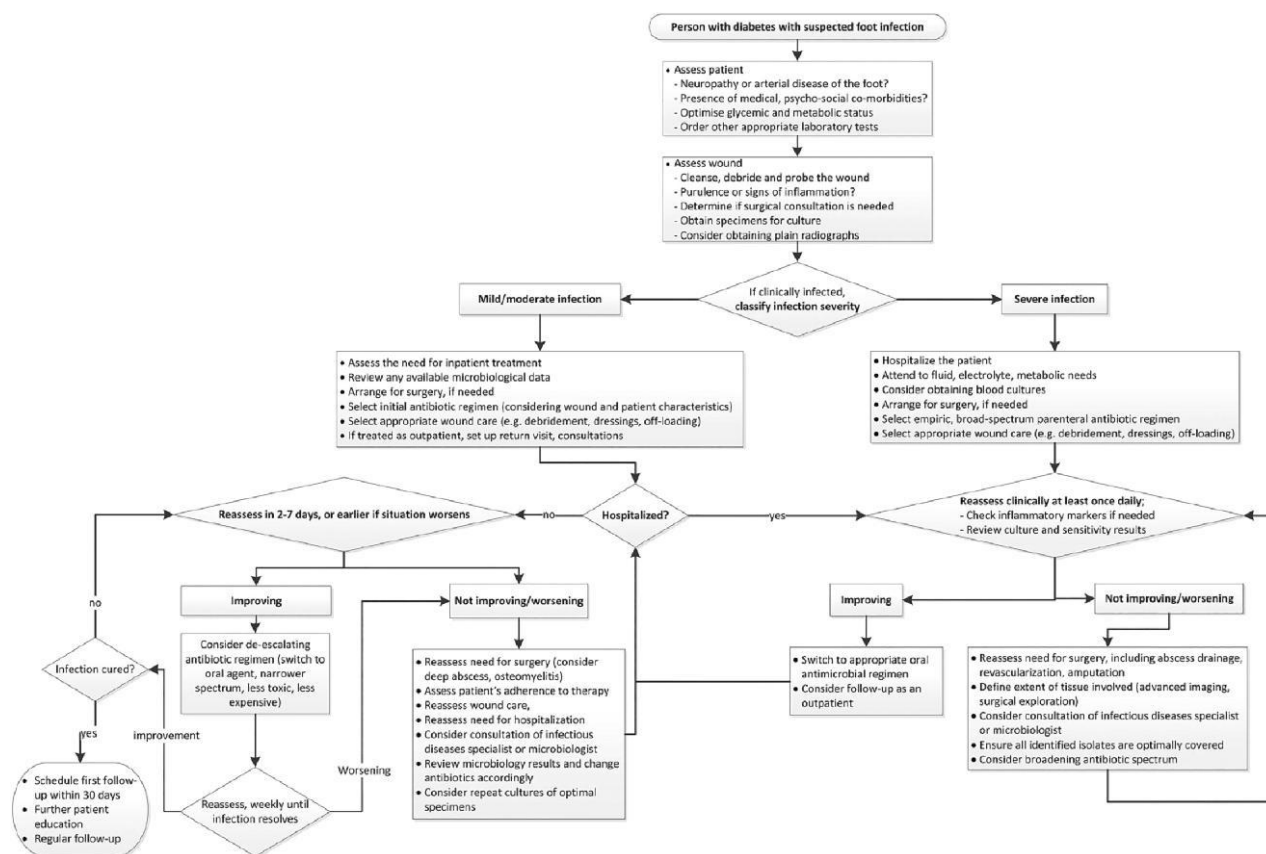 Person with diabetes with suspected foot infection
• Assess patient
- Neuropathy or arterial disease of the foot?
- Presence of medical, psycho-social co-morbidities?
- Optimise glycemic and metabolic status
- Order other appropriate laboratory tests
• Assess wound
- Cleanse, debride and probe the wound
- Purulence or signs of inflammation?
- Determine if surgical consultation is needed
- Obtain specimens for culture
- Consider obtaining plain radiographs
If clinically infected,
classify infection severity
Mild/moderate infection
Severe infection
• Assess the need for inpatient treatment
• Review any available microbiological data
• Arrange for surgery, if needed
• Select initial antibiotic regimen (considering wound and patient characteristics)
• Select appropriate wound care (e.g. debridement, dressings, off-loading)
• If treated as outpatient, set up return visit, consultations
• Hospitalize the patient
• Attend to fluid, electrolyte, metabolic needs
• Consider obtaining blood cultures
• Arrange for surgery, if needed
• Select empiric, broad-spectrum parenteral antibiotic regimen
• Select appropriate wound care (e.g. debridement, dressings, off-loading)
Reassess in 2-7 days, or earlier if situation worsens
no
Hospitalized?
yes
Reassess clinically at least once daily;
- Check inflammatory markers if needed
- Review culture and sensitivity results
Improving
Not improving/worsening
Improving
Not improving/worsening
no
Infection cured?
yes
improvement
Consider de-escalating
antibiotic regimen (switch to
oral agent, narrower
spectrum, less toxic, less
expensive)
Worsening
• Reassess need for surgery (consider
deep abscess, osteomyelitis)
• Assess patient's adherence to therapy
• Reassess wound care,
• Reassess need for hospitalization
• Consider consultation of infectious
diseases specialist or microbiologist
• Review microbiology results and change
antibiotics accordingly
• Consider repeat cultures of optimal
specimens
• Switch to appropriate oral
antimicrobial regimen
• Consider follow-up as an
outpatient
• Reassess need for surgery, including abscess drainage,
revascularization, amputation
• Define extent of tissue involved (advanced imaging,
surgical exploration)
• Consider consultation of infectious diseases specialist
or microbiologist
• Ensure all identified isolates are optimally covered
• Consider broadening antibiotic spectrum
• Schedule first follow-
up within 30 days
• Further patient
education
• Regular follow-up
Reassess, weekly until
infection resolves